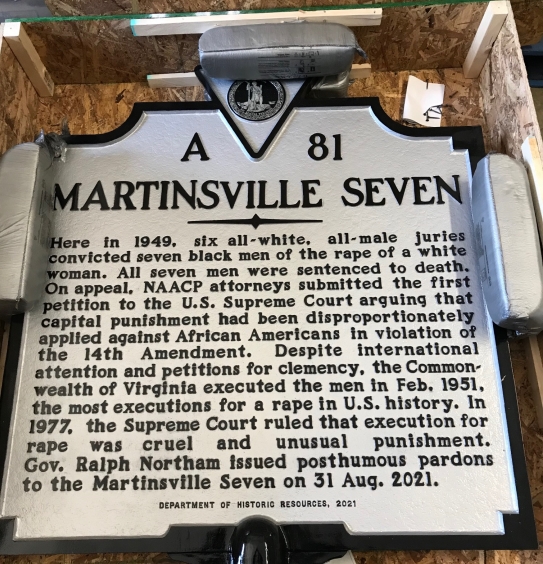 A 81
MARTINSVILLE SEVEN
Here in 1949, six all-white, all-male juries
convicted seven black men of the rape of a white
woman. All seven men were sentenced to death.
On appeal, NAACP attorneys submitted the first
petition to the U.S. Supreme Court arguing that
capital punishment had been disproportionately
applied against African Americans in violation of
the 14th Amendment. Despite international
attention and petitions for clemency, the Common-
wealth of Virginia executed the men in Feb. 1951,
the most executions for a rape in U.S. history. In
1977, the Supreme Court ruled that execution for
rape was cruel and unusual punishment.
Gov. Ralph Northam issued posthumous pardons
to the Martinsville Seven on 31 Aug. 2021.
DEPARTMENT OF HISTORIC RESOURCES, 2021